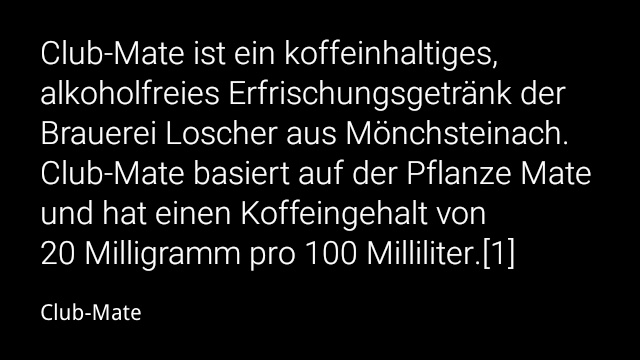 Club-Mate ist ein koffeinhaltiges,
alkoholfreies Erfrischungsgetränk der
Brauerei Loscher aus Mönchsteinach.
Club-Mate basiert auf der Pflanze Mate
und hat einen Koffeingehalt von
20 Milligramm pro 100 Milliliter.[1]
Club-Mate